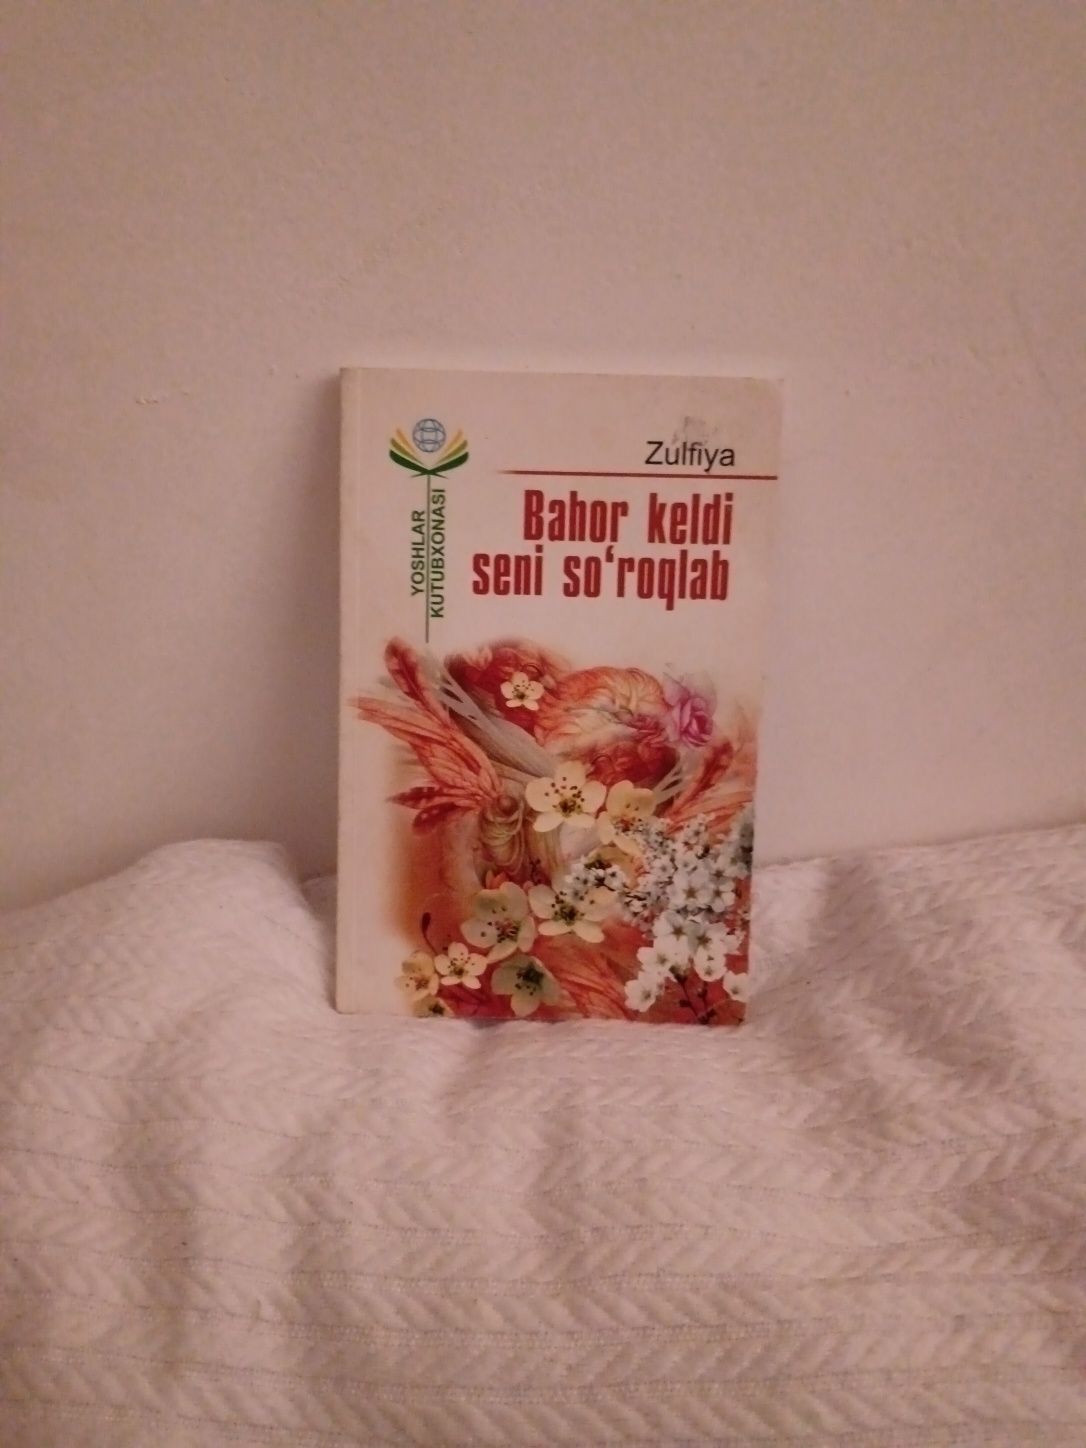 Zulfiya
Bahor keldi
seni so‘roqlab
YOSHLAR
KUTUBXONASI